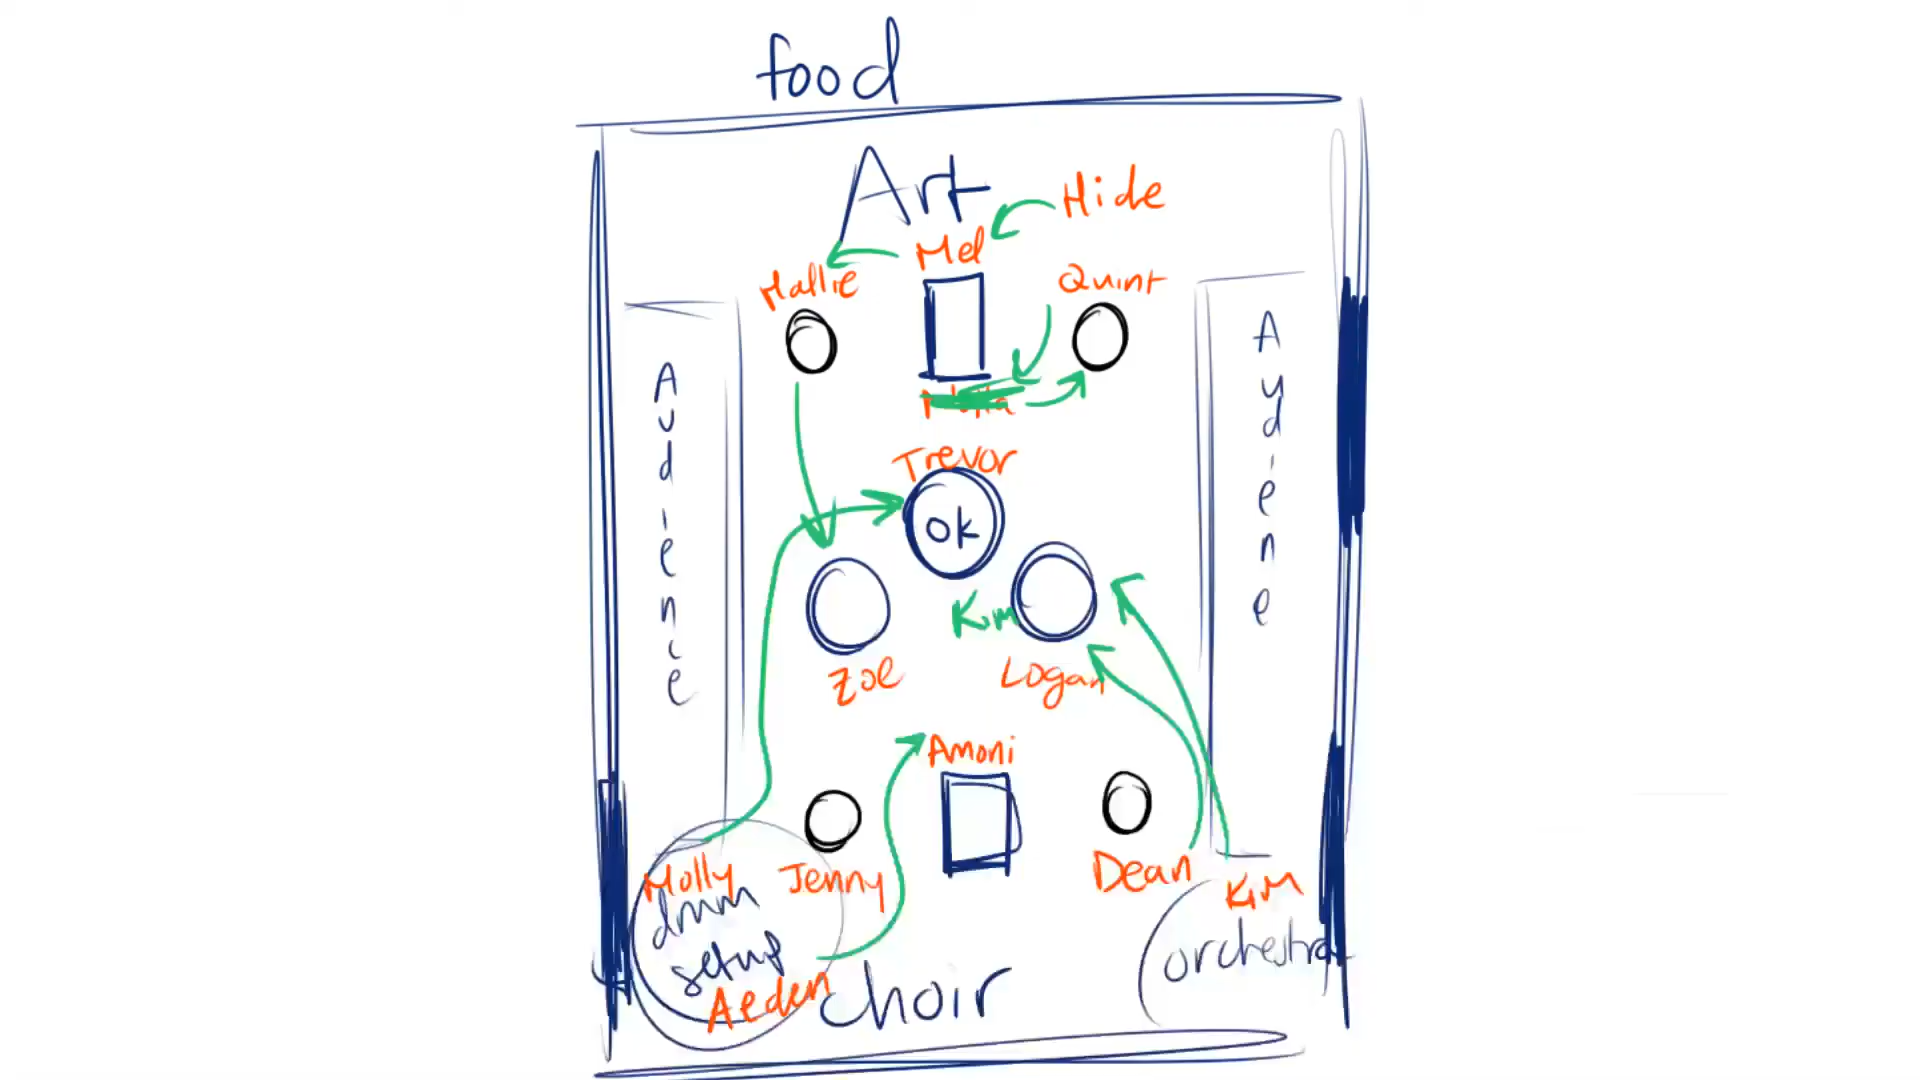 food
Art
Hide
Mel
Mallie
Quint
Audience
Audiene
Trevor
ok
Kim
Zoe
Logan
Amoni
Molly
Jenny
Dean
Kim
drum
setup
orchestra
Aeden
choir